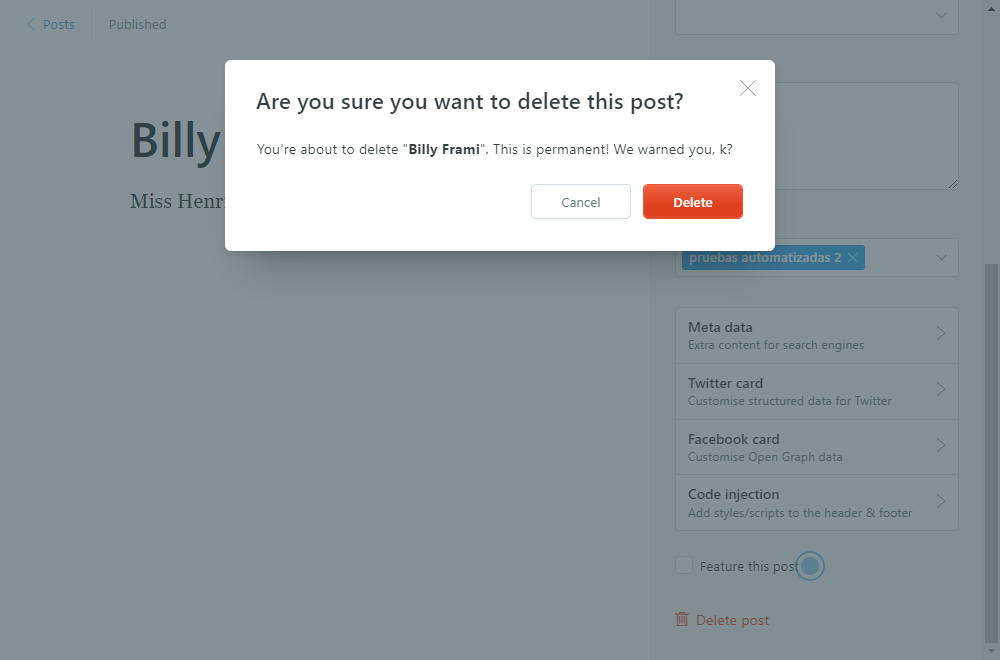 Posts
Published
Are you sure you want to delete this post?
You're about to delete "Billy Frami". This is permanent! We warned you, k?
Cancel
Delete
Billy
Miss Henri
pruebas automatizadas 2
Meta data
Extra content for search engines
Twitter card
Customise structured data for Twitter
Facebook card
Customise Open Graph data
Code injection
Add styles/scripts to the header & footer
Feature this post
Delete post